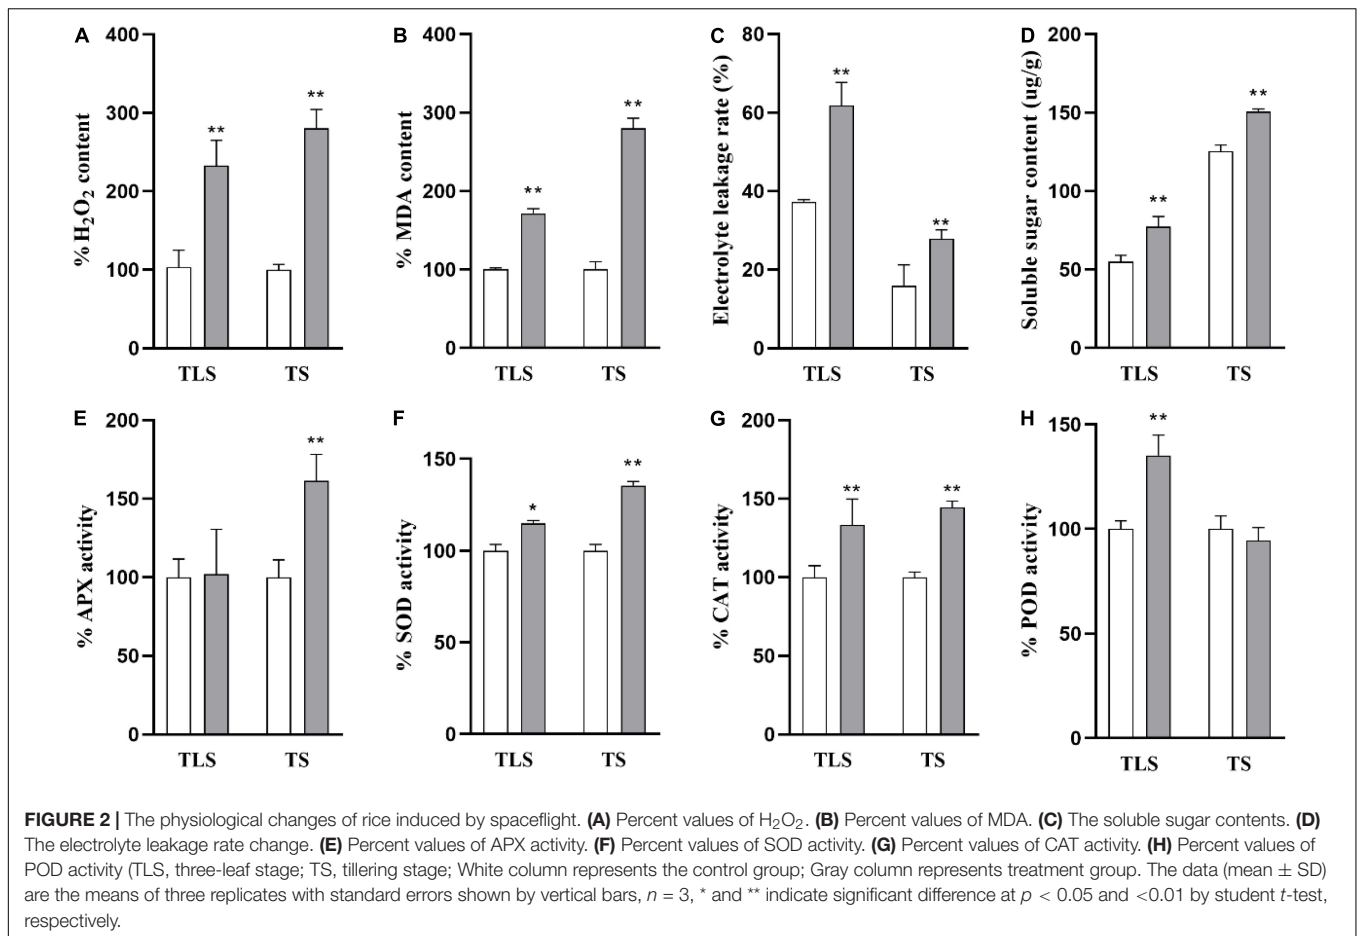 A
400
300
200
100
0
% H₂O₂ content
**
**
TLS
TS
B
400
300
200
100
0
% MDA content
**
**
TLS
TS
C
80
60
40
20
0
Electrolyte leakage rate (%)
**
**
TLS
TS
D
200
150
100
50
0
Soluble sugar content (ug/g)
**
**
TLS
TS
E
200
150
100
50
0
% APX activity
**
TLS
TS
F
150
100
50
0
% SOD activity
*
**
TLS
TS
G
200
150
100
50
0
% CAT activity
**
**
TLS
TS
H
150
100
50
0
% POD activity
**
TLS
TS
FIGURE 2 | The physiological changes of rice induced by spaceflight. (A) Percent values of H₂O₂. (B) Percent values of MDA. (C) The soluble sugar contents. (D)
The electrolyte leakage rate change. (E) Percent values of APX activity. (F) Percent values of SOD activity. (G) Percent values of CAT activity. (H) Percent values of
POD activity (TLS, three-leaf stage; TS, tillering stage; White column represents the control group; Gray column represents treatment group. The data (mean ± SD)
are the means of three replicates with standard errors shown by vertical bars, n = 3, * and ** indicate significant difference at p < 0.05 and <0.01 by student t-test,
respectively.